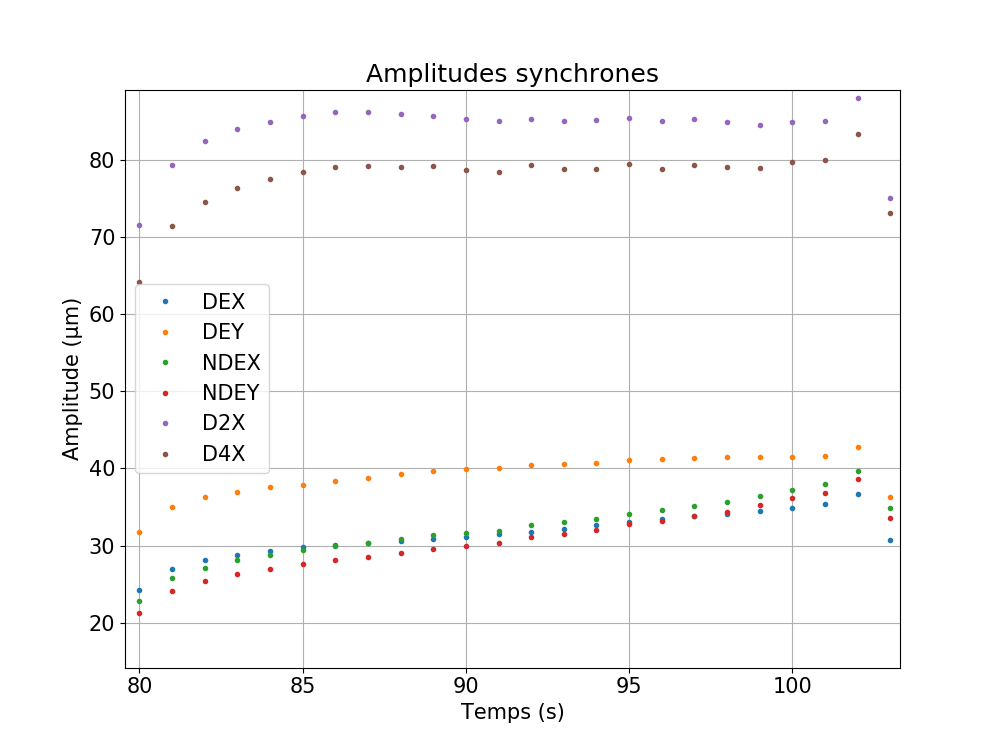 Amplitudes synchrones
Amplitude (µm)
80
70
60
50
40
30
20
DEX
DEY
NDEX
NDEY
D2X
D4X
80 85 90 95 100
Temps (s)